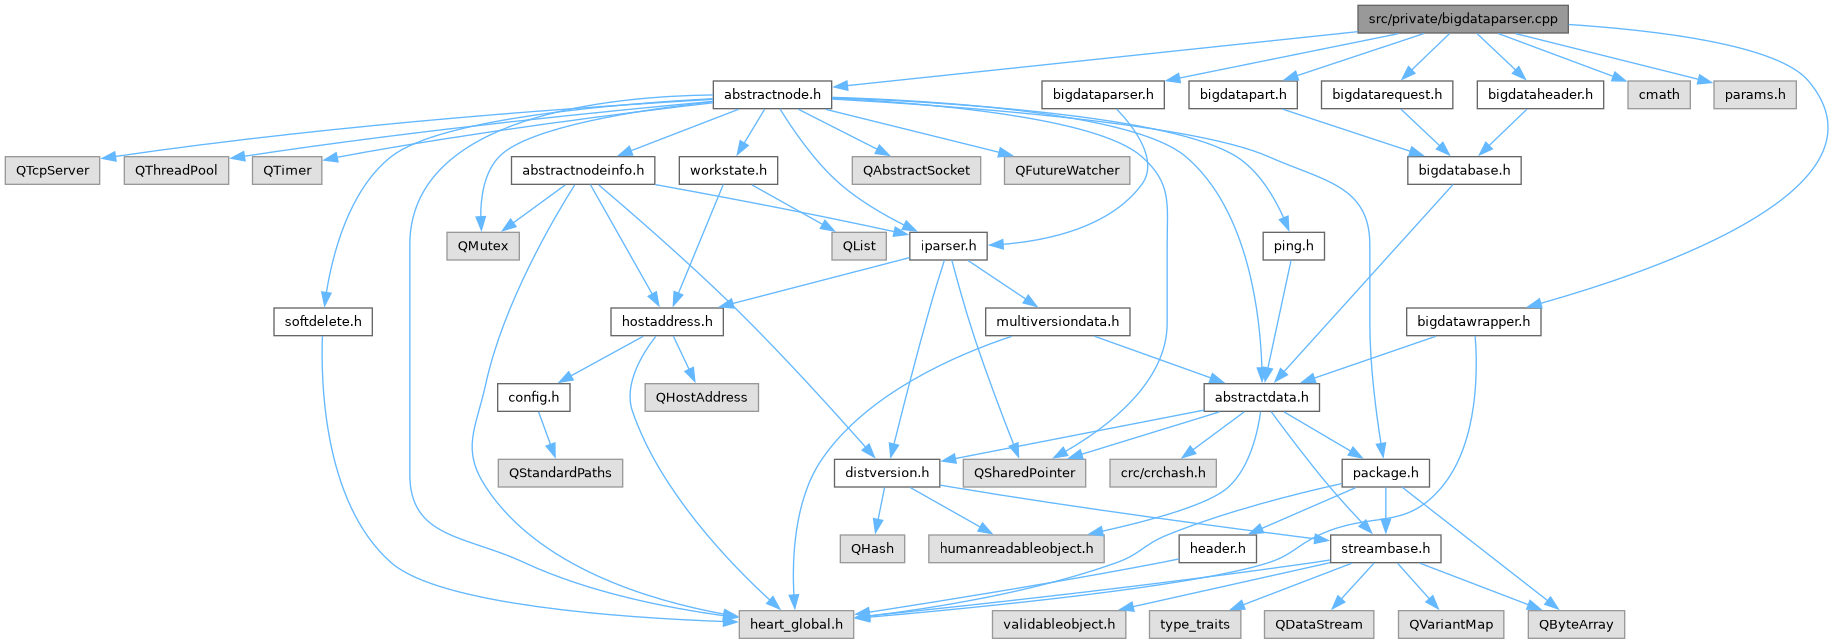 src/private/bigdataparser.cpp
abstractnode.h
bigdataparser.h
bigdatapart.h
bigdatarequest.h
bigdataheader.h
cmath
params.h
QTcpServer
QThreadPool
QTimer
abstractnodeinfo.h
workstate.h
QAbstractSocket
QFutureWatcher
bigdatabase.h
QMutex
QList
iparser.h
ping.h
softdelete.h
hostaddress.h
multiversiondata.h
bigdatawrapper.h
config.h
QHostAddress
abstractdata.h
QStandardPaths
distversion.h
QSharedPointer
crc/crchash.h
package.h
QHash
humanreadableobject.h
header.h
streambase.h
heart_global.h
validableobject.h
type_traits
QDataStream
QVariantMap
QByteArray